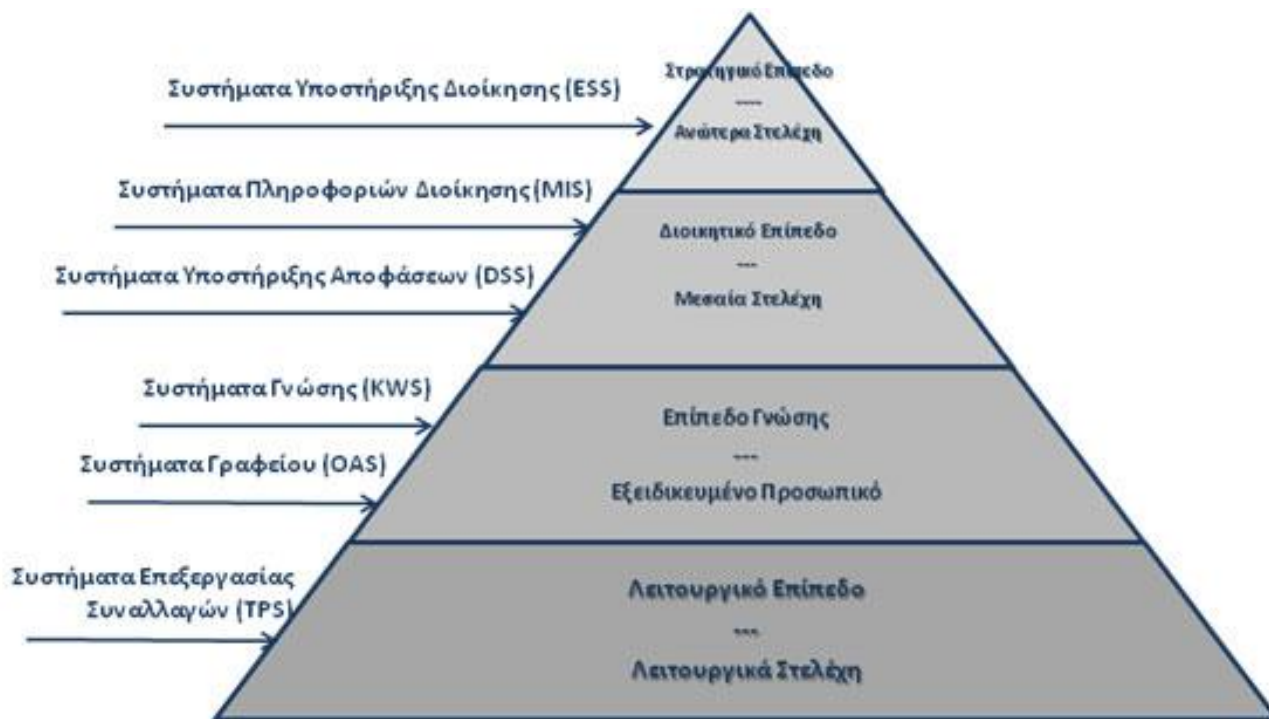 Στρατηγικό Επίπεδο
----
Ανώτερα Στελέχη
Συστήματα Υποστήριξης Διοίκησης (ESS)
Συστήματα Πληροφοριών Διοίκησης (MIS)
Διοικητικό Επίπεδο
---
Μεσαία Στελέχη
Συστήματα Υποστήριξης Αποφάσεων (DSS)
Συστήματα Γνώσης (KWS)
Επίπεδο Γνώσης
---
Εξειδικευμένο Προσωπικό
Συστήματα Γραφείου (OAS)
Συστήματα Επεξεργασίας
Συναλλαγών (TPS)
Λειτουργικό Επίπεδο
---
Λειτουργικά Στελέχη